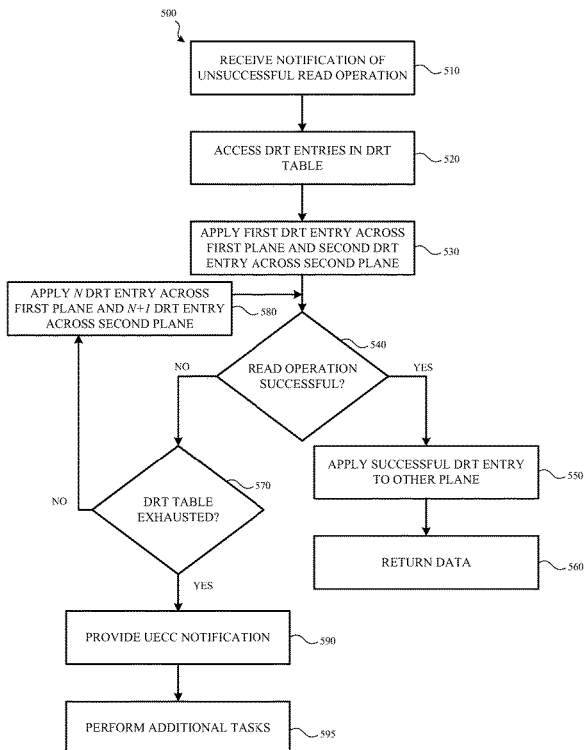 500
RECEIVE NOTIFICATION OF
UNSUCCESSFUL READ OPERATION
510
ACCESS DRT ENTRIES IN DRT
TABLE
520
APPLY FIRST DRT ENTRY ACROSS
FIRST PLANE AND SECOND DRT
ENTRY ACROSS SECOND PLANE
530
APPLY N DRT ENTRY ACROSS
FIRST PLANE AND N+1 DRT ENTRY
ACROSS SECOND PLANE
580
540
READ OPERATION
SUCCESSFUL?
NO
YES
APPLY SUCCESSFUL DRT ENTRY
TO OTHER PLANE
550
570
DRT TABLE
EXHAUSTED?
NO
YES
RETURN DATA
560
PROVIDE UECC NOTIFICATION
590
PERFORM ADDITIONAL TASKS
595